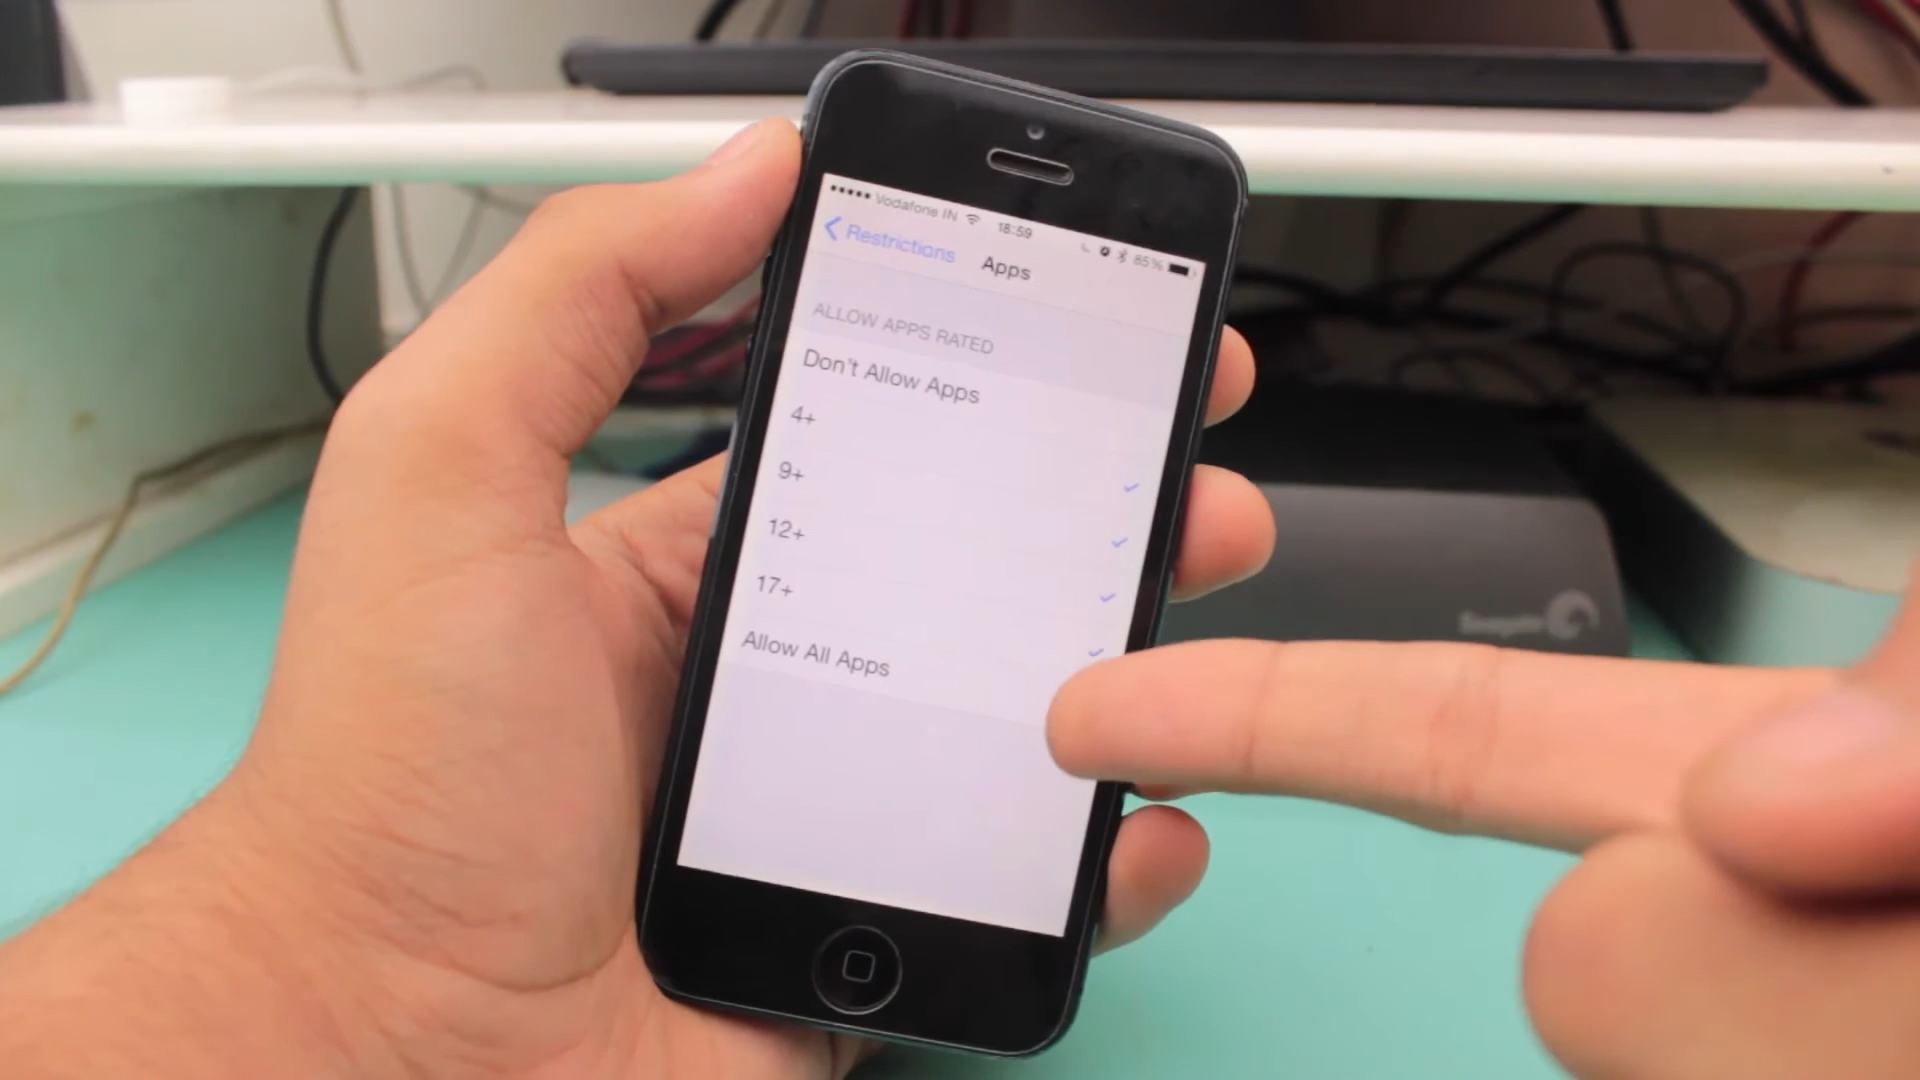 Vodafone IN 18:59 85%
Restrictions Apps
ALLOW APPS RATED
Don't Allow Apps
4+
9+
12+
17+
Allow All Apps
Seagate